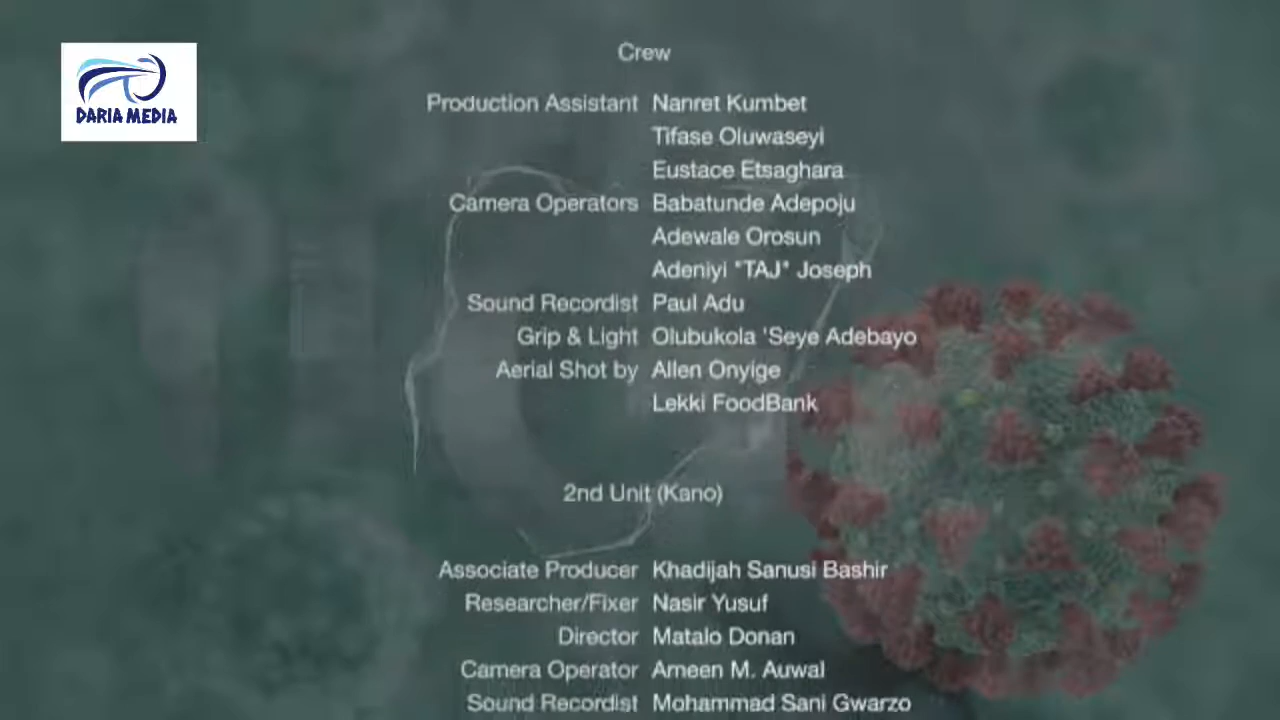 DARIA MEDIA
Crew
Production Assistant Nanret Kumbet
Tifase Oluwaseyi
Eustace Etsaghara
Camera Operators Babatunde Adepoju
Adewale Orosun
Adeniyi "TAJ" Joseph
Sound Recordist Paul Adu
Grip & Light Olubukola 'Seye Adebayo
Aerial Shot by Allen Onyige
Lekki FoodBank
2nd Unit (Kano)
Associate Producer Khadijah Sanusi Bashir
Researcher/Fixer Nasir Yusuf
Director Matalo Donan
Camera Operator Ameen M. Auwal
Sound Recordist Mohammad Sani Gwarzo